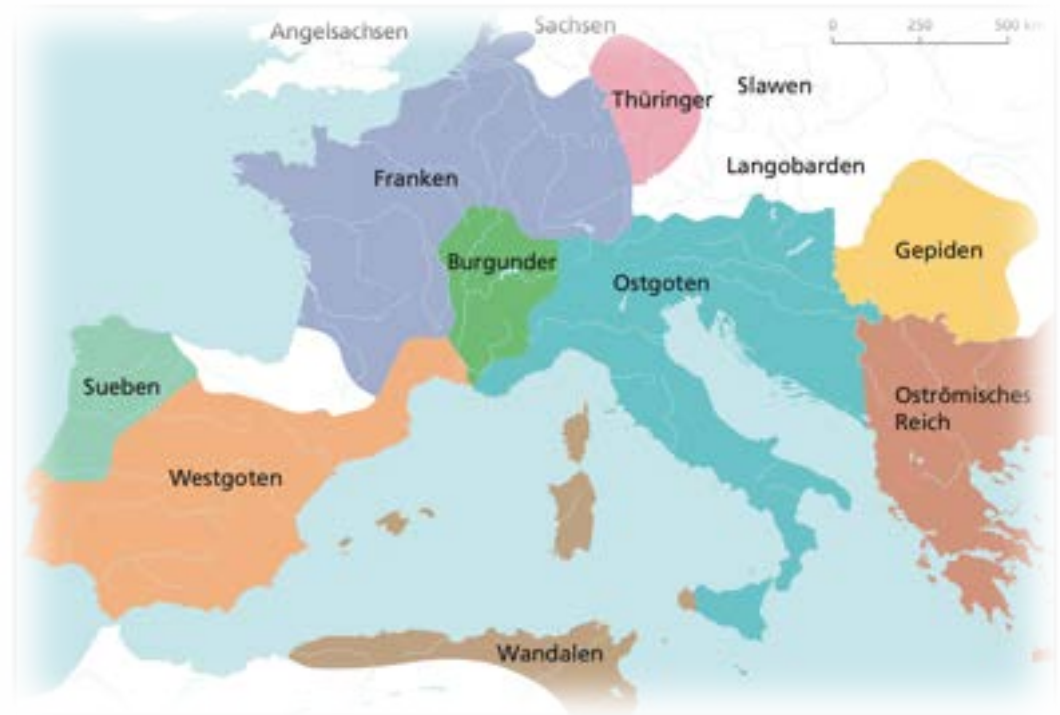 Angelsachsen
Sachsen
0 250 500 km
Thüringer
Slawen
Langobarden
Franken
Gepiden
Burgunder
Ostgoten
Sueben
Oströmisches
Reich
Westgoten
Wandalen